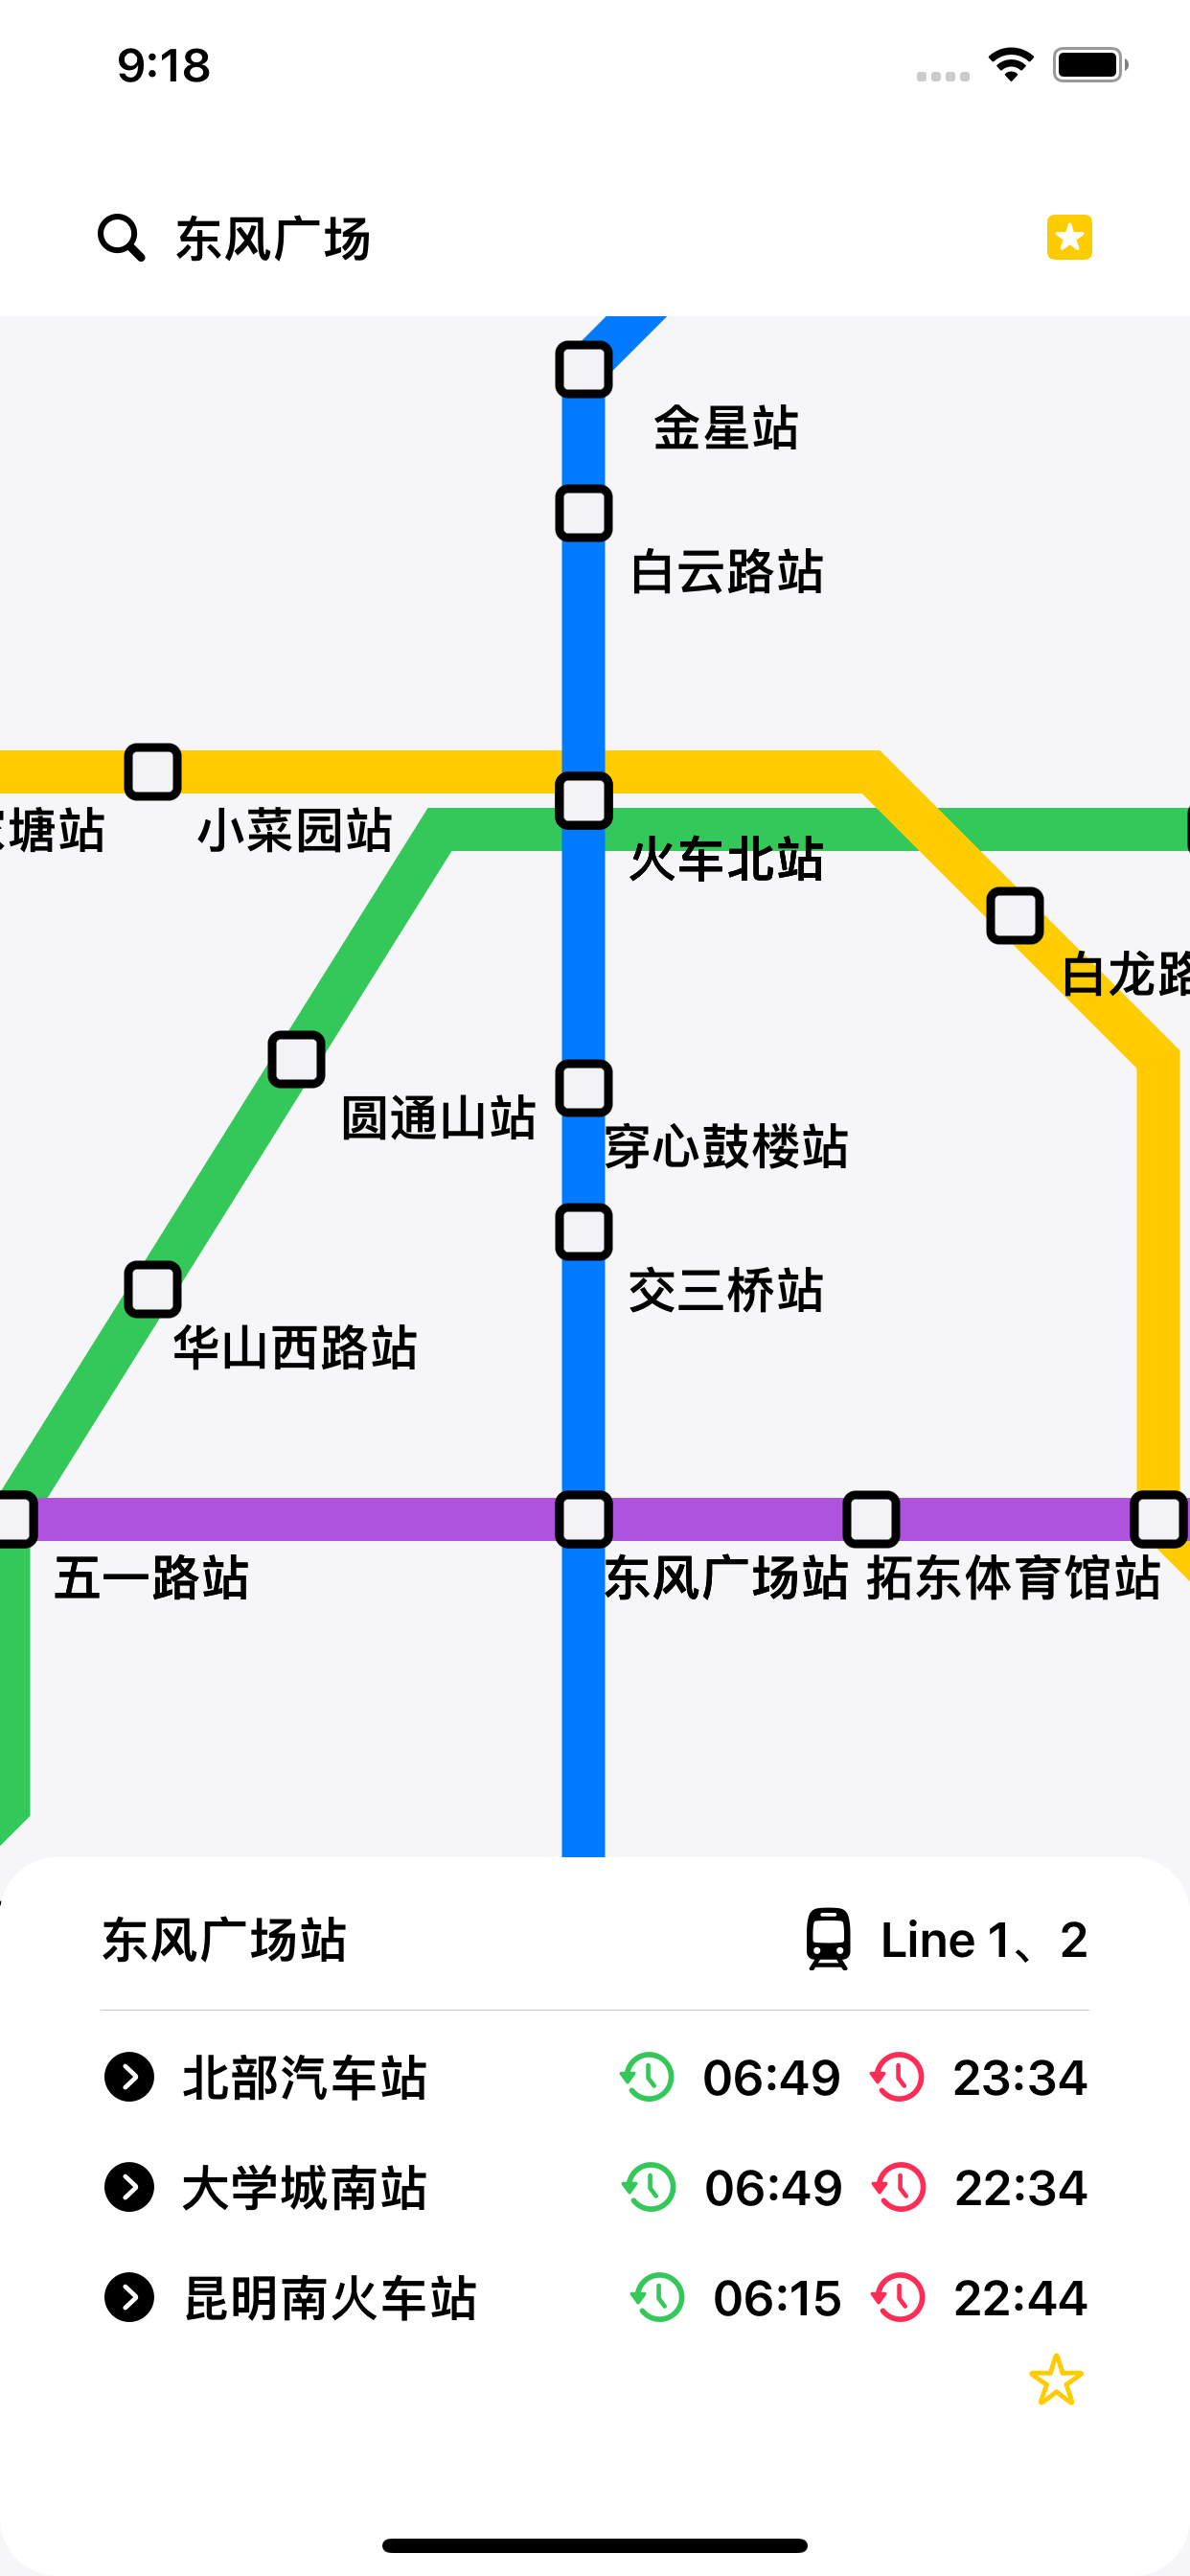 9:18
东风广场
金星站
白云路站
塘站
小菜园站
火车北站
白龙路
圆通山站
穿心鼓楼站
交三桥站
华山西路站
五一路站
东风广场站
拓东体育馆站
东风广场站
Line 1、2
北部汽车站 06:49 23:34
大学城南站 06:49 22:34
昆明南火车站 06:15 22:44